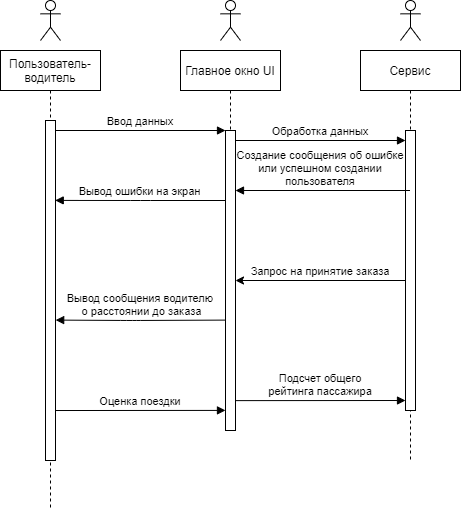 Пользователь-
водитель
Главное окно UI
Сервис
Ввод данных
Обработка данных
Создание сообщения об ошибке
или успешном создании
пользователя
Вывод ошибки на экран
Запрос на принятие заказа
Вывод сообщения водителю
о расстоянии до заказа
Подсчет общего
рейтинга пассажира
Оценка поездки